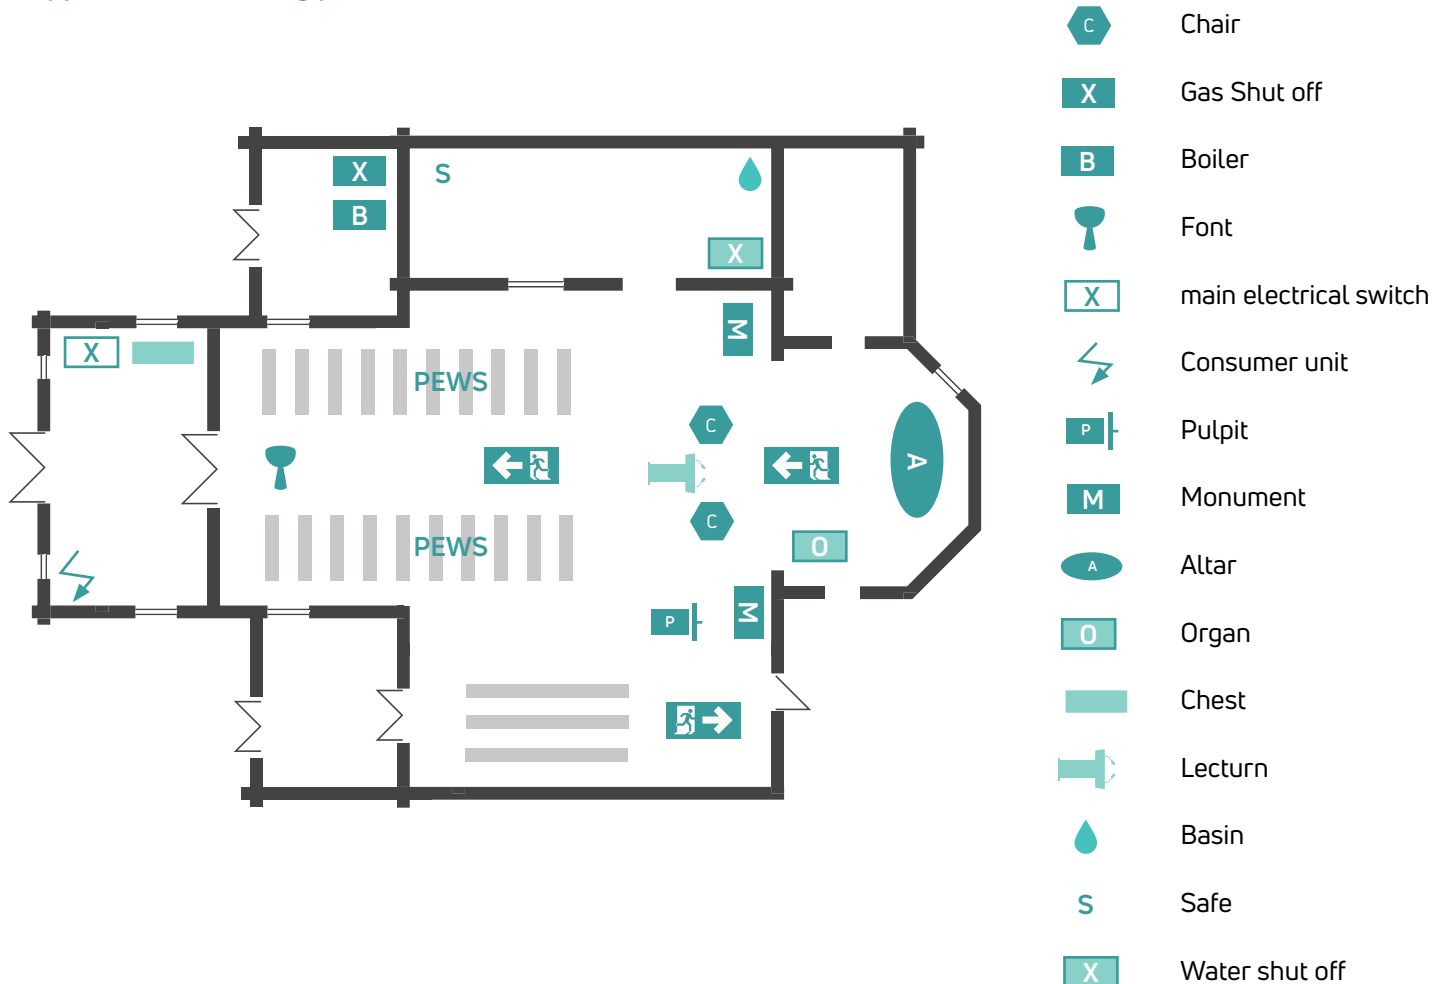 C Chair
X Gas Shut off
B Boiler
Font
X main electrical switch
Consumer unit
P Pulpit
M Monument
A Altar
O Organ
Chest
Lecturn
Basin
S Safe
X Water shut off
X
S
B
X
M
X
PEWS
C
A
C
PEWS
O
P
M